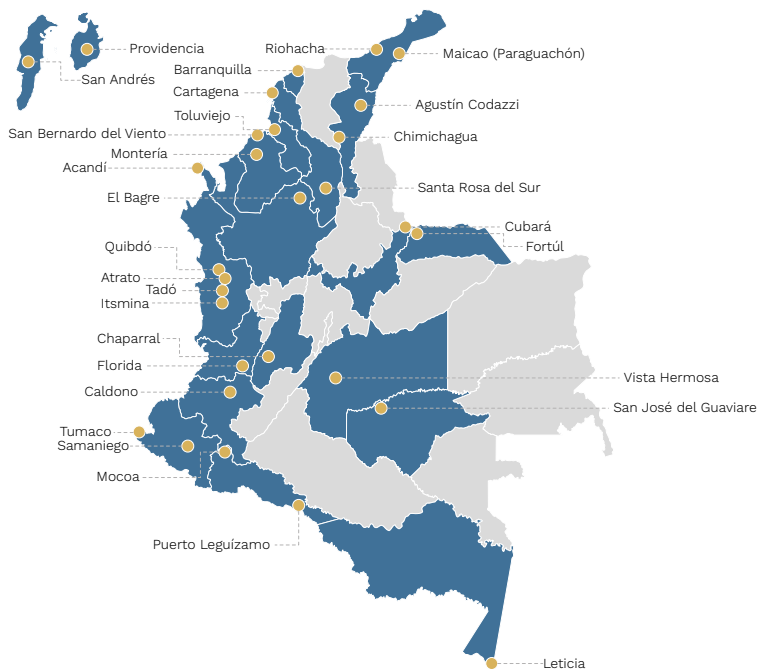 Providencia
Riohacha
Maicao (Paraguachón)
Barranquilla
San Andrés
Cartagena
Agustín Codazzi
Toluviejo
San Bernardo del Viento
Chimichagua
Montería
Acandí
Santa Rosa del Sur
El Bagre
Cubará
Quibdó
Fortúl
Atrato
Tadó
Itsmina
Chaparral
Florida
Vista Hermosa
Caldono
San José del Guaviare
Tumaco
Samaniego
Mocoa
Puerto Leguízamo
Leticia